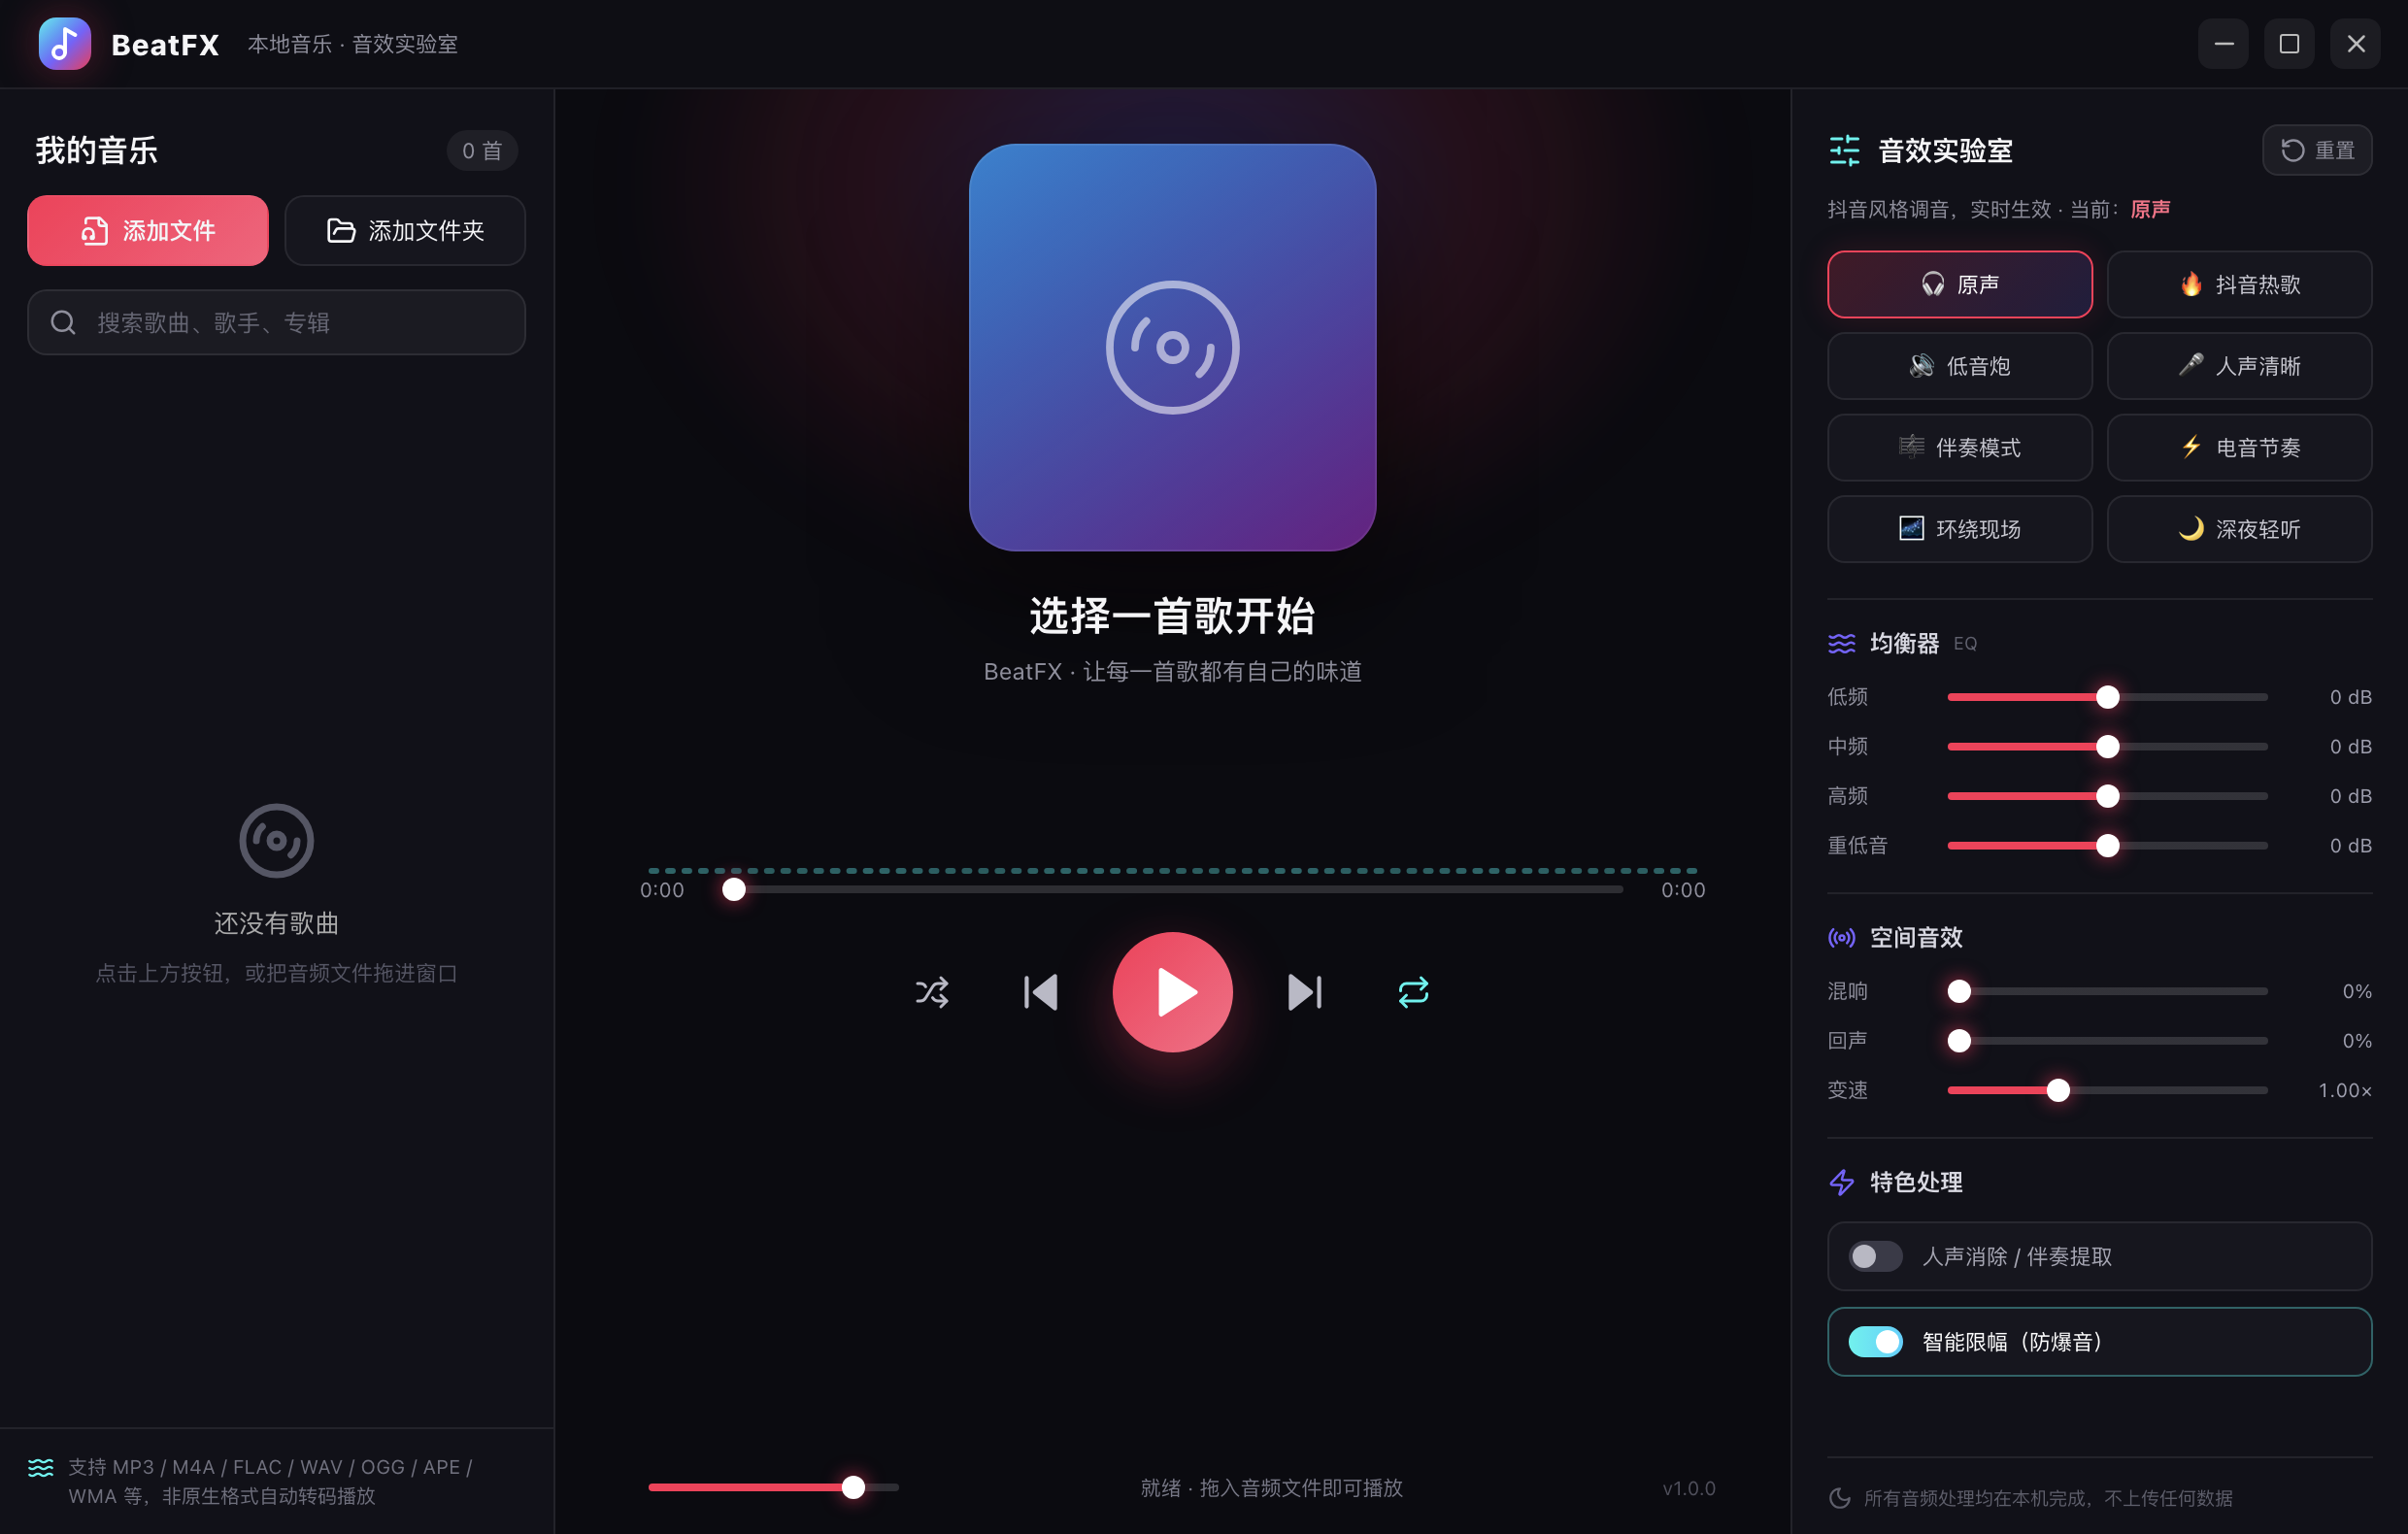 BeatFX 本地音乐 · 音效实验室
我的音乐 0 首
添加文件 添加文件夹
搜索歌曲、歌手、专辑
还没有歌曲
点击上方按钮，或把音频文件拖进窗口
支持 MP3 / M4A / FLAC / WAV / OGG / APE /
WMA 等，非原生格式自动转码播放
选择一首歌开始
BeatFX · 让每一首歌都有自己的味道
0:00 0:00
就绪 · 拖入音频文件即可播放 v1.0.0
音效实验室 重置
抖音风格调音，实时生效 · 当前：原声
原声 抖音热歌
低音炮 人声清晰
伴奏模式 电音节奏
环绕现场 深夜轻听
均衡器 EQ
低频 0 dB
中频 0 dB
高频 0 dB
重低音 0 dB
空间音效
混响 0%
回声 0%
变速 1.00×
特色处理
人声消除 / 伴奏提取
智能限幅（防爆音）
所有音频处理均在本机完成，不上传任何数据